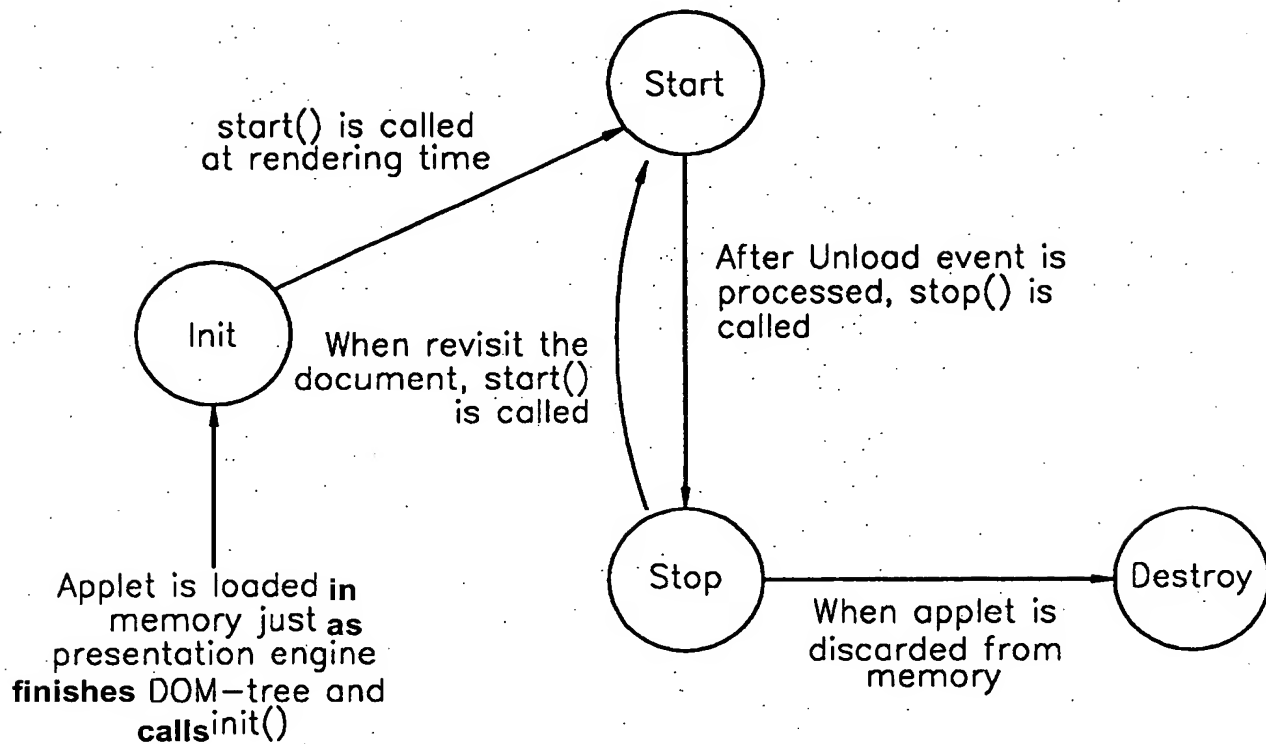 Start
start() is called
at rendering time
After Unload event is
processed, stop() is
called
Init
When revisit the
document, start()
is called
Applet is loaded in
memory just as
presentation engine
finishes DOM-tree and
calls init()
Stop
Destroy
When applet is
discarded from
memory